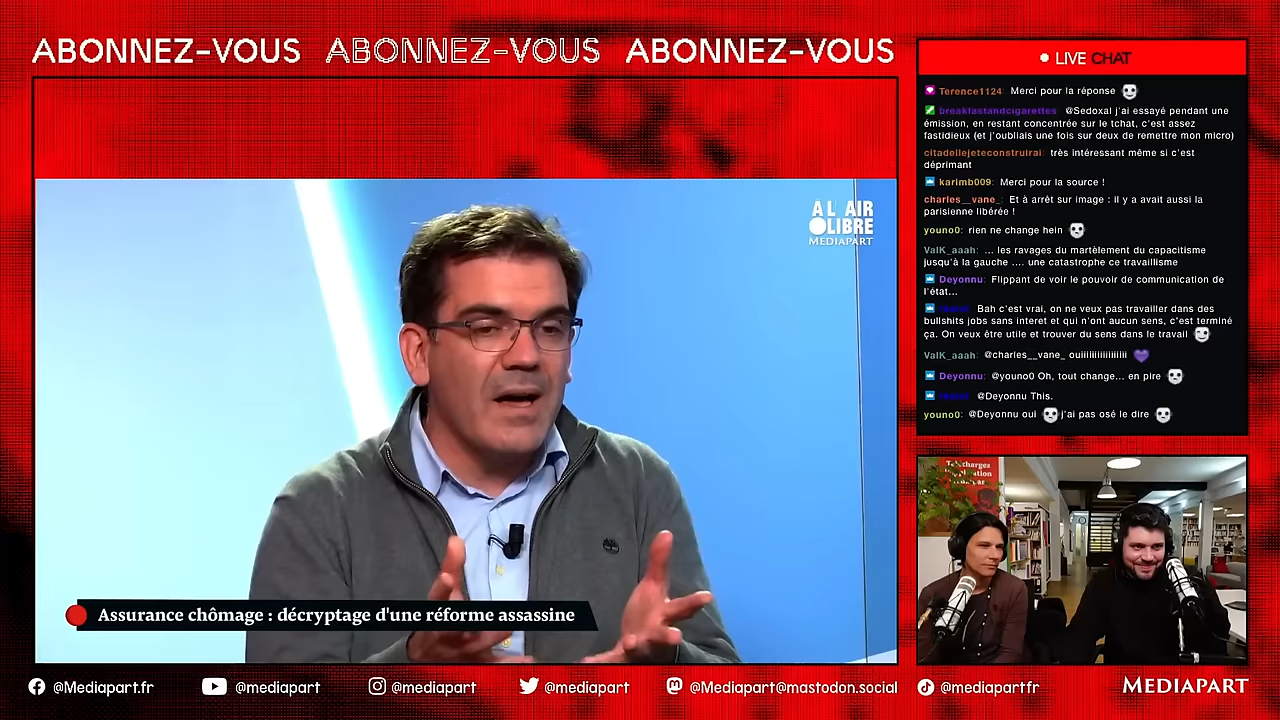 ABONNEZ-VOUS ABONNEZ-VOUS ABONNEZ-VOUS
À L'AIR
LIBRE
MEDIAPART
Assurance chômage : décryptage d'une réforme assassine
LIVE CHAT
Terence1124: Merci pour la réponse
breakfastandcigarettes: @Sedoxal j'ai essayé pendant une
émission, en restant concentrée sur le tchat, c'est assez
fastidieux (et j'oubliais une fois sur deux de remettre mon micro)
citadellejeteconstruirai: très intéressant même si c'est
déprimant
karimb009: Merci pour la source !
charles__vane_: Et à arrêt sur image : il y a avait aussi la
parisienne libérée !
youno0: rien ne change hein
ValK_aaah: ... les ravages du martèlement du capacitisme
jusqu'à la gauche .... une catastrophe ce travaillisme
Deyonnu: Flippant de voir le pouvoir de communication de
l'état...
Bah c'est vrai, on ne veux pas travailler dans des
bullshits jobs sans interet et qui n'ont aucun sens, c'est terminé
ça. On veux être utile et trouver du sens dans le travail
ValK_aaah: @charles__vane_ ouiiiiiiiiiiiiiiii
Deyonnu: @youno0 Oh, tout change... en pire
@Deyonnu This.
youno0: @Deyonnu oui j'ai pas osé le dire
Téléchargez
@Mediapart.fr @mediapart @mediapart @mediapart @Mediapart@mastodon.social @mediapartfr MEDIAPART